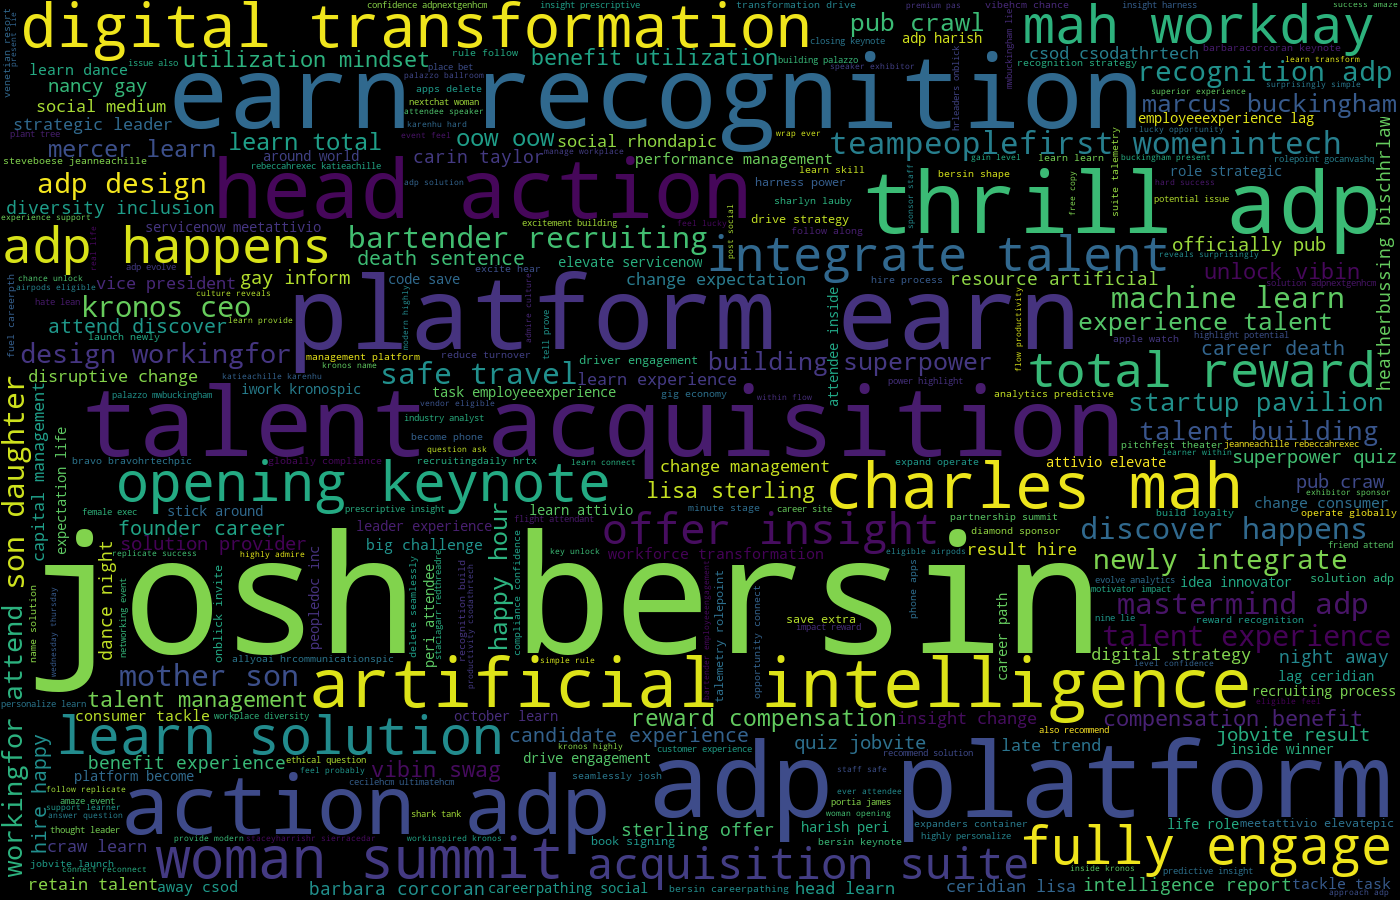 confidence adpnextgenhcm
insight prescriptive
transformation drive
premium pas
vibehcm chance
insight harness
success amaze
digital transformation
pub crawl
mah workday
closing keynote
adp harish
barbaracorcoran keynote
issue also
utilization mindset
rule follow
benefit utilization
building palazzo
csod csodathrtech
learn transform
learn dance
place bet
speaker exhibitor
recognition strategy
recognition adp
nancy gay
palazzo ballroom
earn recognition
surprisingly simple
apps delete
superior experience
social medium
nextchat woman
marcus buckingham
attendee speaker
strategic leader
karenhu hard
employeeexperience lag
plant tree
event feel
wrap ever
lucky opportunity
learn total
oow oow
social rhondapic
teampeoplefirst womenintech
mercer learn
around world
carin taylor
manage workplace
performance management
gain level
learn learn
buckingham present
rolepoint gocanvashq
steveboese jeanneachille
rebeccahrexec katieachille
learn skill
bersin shape
role strategic
adp design
head action
adp solution
harness power
hard success
thrill adp
potential issue
diversity inclusion
sharlyn lauby
experience support
excitement building
feel lucky
drive strategy
servicenow meetattivio
follow along
adp happens
bartender recruiting
integrate talent
officially pub
death sentence
elevate servicenow
reveals surprisingly
adp evolve
excite hear
chance unlock
gay inform
code save
change expectation
hire process
resource artificial
unlock vibin
airpods eligible
vice president
solution adpnextgenhcm
culture reveals
platform earn
hate lean
kronos ceo
machine learn
attend discover
learn provide
experience talent
launch newly
apple watch
highlight potential
design workingfor
management platform
reduce turnover
driver engagement
building superpower
career death
kronos name
disruptive change
katieachille karenhu
safe travel
learn experience
power highlight
total reward
iwork kronospic
task employeeexperience
gig economy
within flow
analytics predictive
palazzo mwbuckingham
vendor eligible
startup pavilion
talent acquisition
industry analyst
talent building
become phone
pitchfest theater
jeanneachille rebeccahrexec
question ask
learner within
superpower quiz
bravo bravohrtechpic
globally compliance
recruitingdaily hrtx
learn connect
change management
expand operate
attivio elevate
opening keynote
charles mah
pub craw
lisa sterling
exhibitor sponsor
change consumer
female exec
stick around
prescriptive insight
learn attivio
minute stage
career site
build loyalty
operate globally
founder career
leader experience
flight attendant
offer insight
partnership summit
discover happens
diamond sponsor
solution provider
big challenge
friend attend
replicate success
highly admire
key unlock
workforce transformation
eligible airpods
result hire
newly integrate
josh bersin
evolve analytics
idea innovator
solution adp
motivator impact
mastermind adp
save extra
nine lie
reward recognition
impact reward
talent experience
allyoai hrcommunicationspic
simple rule
digital strategy
night away
level confidence
mother son
artificial intelligence
lag ceridian
personalize learn
talent management
recruiting process
eligible feel
consumer tackle
workplace diversity
october learn
reward compensation
insight change
compensation benefit
also recommend
learn solution
candidate experience
quiz jobvite
late trend
jobvite result
kronos highly
customer experience
recommend solution
inside winner
benefit experience
ethical question
drive engagement
feel probably
vibin swag
seamlessly josh
staff safe
adp platform
platform become
cecilehcm ultimatehcm
follow replicate
ever attendee
amaze event
action adp
portia james
support learner
shark tank
woman opening
answer question
thought leader
sterling offer
harish peri
expanders container
life role
meetattivio elevatepic
provide modern
staceyharrishr sierracedar
workinspired kronos
book signing
bersin keynote
highly personalize
fully engage
craw learn
woman summit
acquisition suite
jobvite launch
connect reconnect
inside kronos
predictive insight
retain talent
away csod
barbara corcoran
careerpathing social
bersin careerpathing
head learn
ceridian lisa
intelligence report
tackle task
approach adp
venetian resort
present lie
hrleaders onblick
mwbuckingham lie
heatherbussing blschhrlaw
suite talemetry
free copy
sponsor staff
post social
feel life
fuel careerpth
modern highly
admire culture
tell prove
attendee inside
flow productivity
workingfor attend son daughter
capital management
expectation life
name solution
wednesday thursday
dance night
networking event
onblick invite
peopledoc inc
delete seamlessly
peri attendee
staciagarr redthreadre
recognition build
productivity csodathrtech
happy hour
compliance confidence
bartender employeeengagement
talemetry rolepoint
opportunity connect
phone apps
career path
hire happy